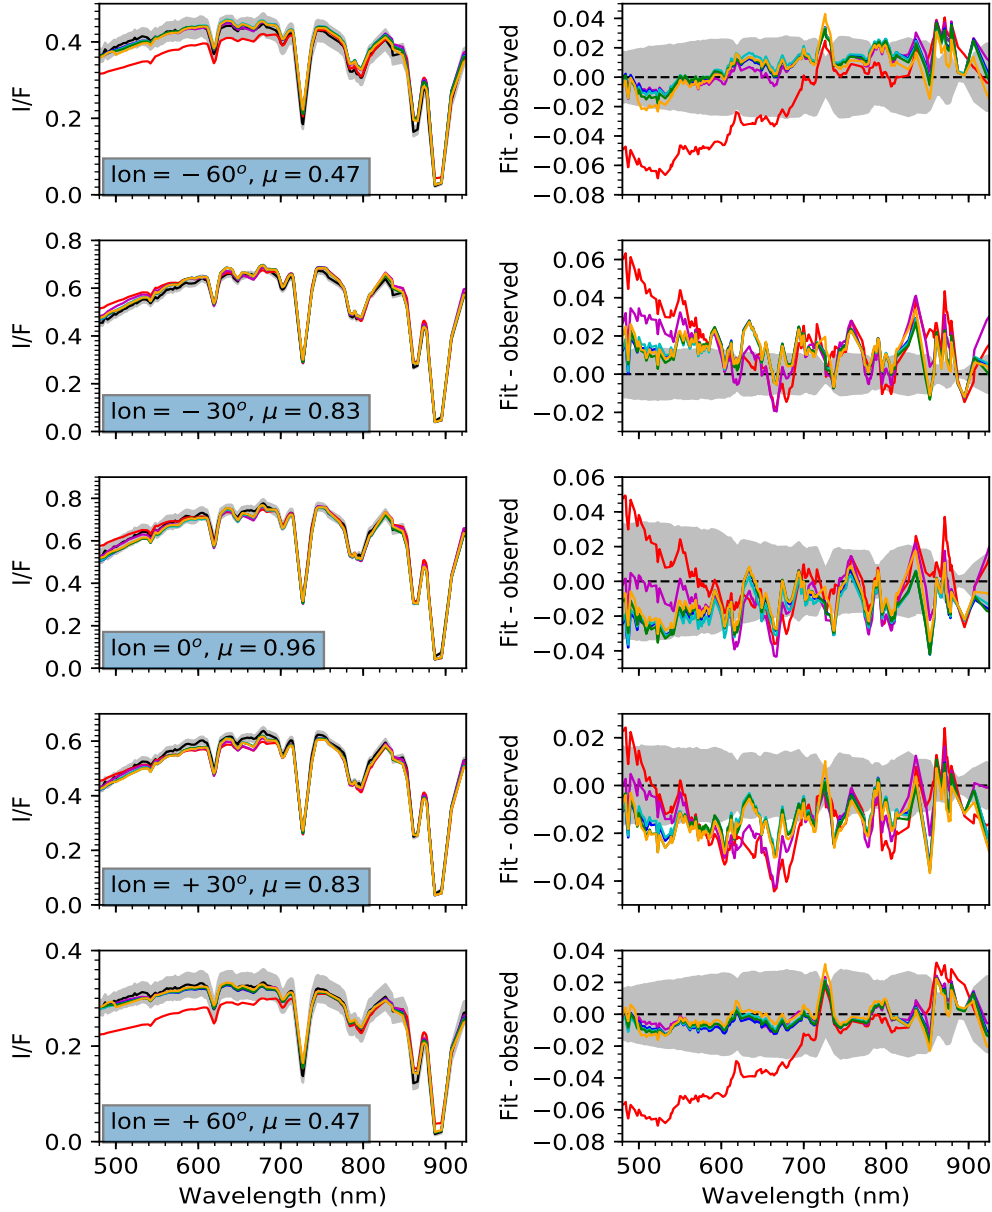 0.4
0.2
0.0
I/F
lon = − 60°, μ = 0.47
0.04
0.02
0.00
−0.02
−0.04
−0.06
−0.08
Fit - observed
0.8
0.6
0.4
0.2
0.0
I/F
lon = − 30°, μ = 0.83
0.06
0.04
0.02
0.00
−0.02
Fit - observed
0.8
0.6
0.4
0.2
0.0
I/F
lon = 0°, μ = 0.96
0.06
0.04
0.02
0.00
−0.02
−0.04
Fit - observed
0.6
0.4
0.2
0.0
I/F
lon = + 30°, μ = 0.83
0.02
0.00
−0.02
−0.04
Fit - observed
0.4
0.2
0.0
I/F
lon = + 60°, μ = 0.47
500 600 700 800 900
Wavelength (nm)
0.04
0.02
0.00
−0.02
−0.04
−0.06
−0.08
Fit - observed
500 600 700 800 900
Wavelength (nm)